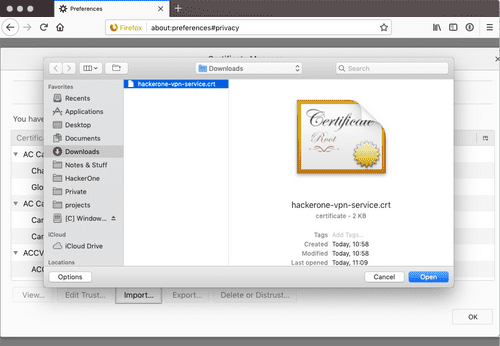 Preferences
Firefox
about:preferences#privacy
Certificate Manager
Downloads
Search
Favorites
Recents
Applications
Desktop
Documents
Downloads
Notes & Stuff
HackerOne
Private
projects
[C] Window...
iCloud
iCloud Drive
Locations
hackerone-vpn-service.crt
Certificate
Root
hackerone-vpn-service.crt
certificate - 2 KB
Tags Add Tags...
Created Today, 10:58
Modified Today, 10:58
Last opened Today, 11:09
Options
Cancel
Open
You have
Certific
AC Ca
Cha
Glo
AC Ca
Car
Car
ACCV
ACC
View...
Edit Trust...
Import...
Export...
Delete or Distrust...
OK